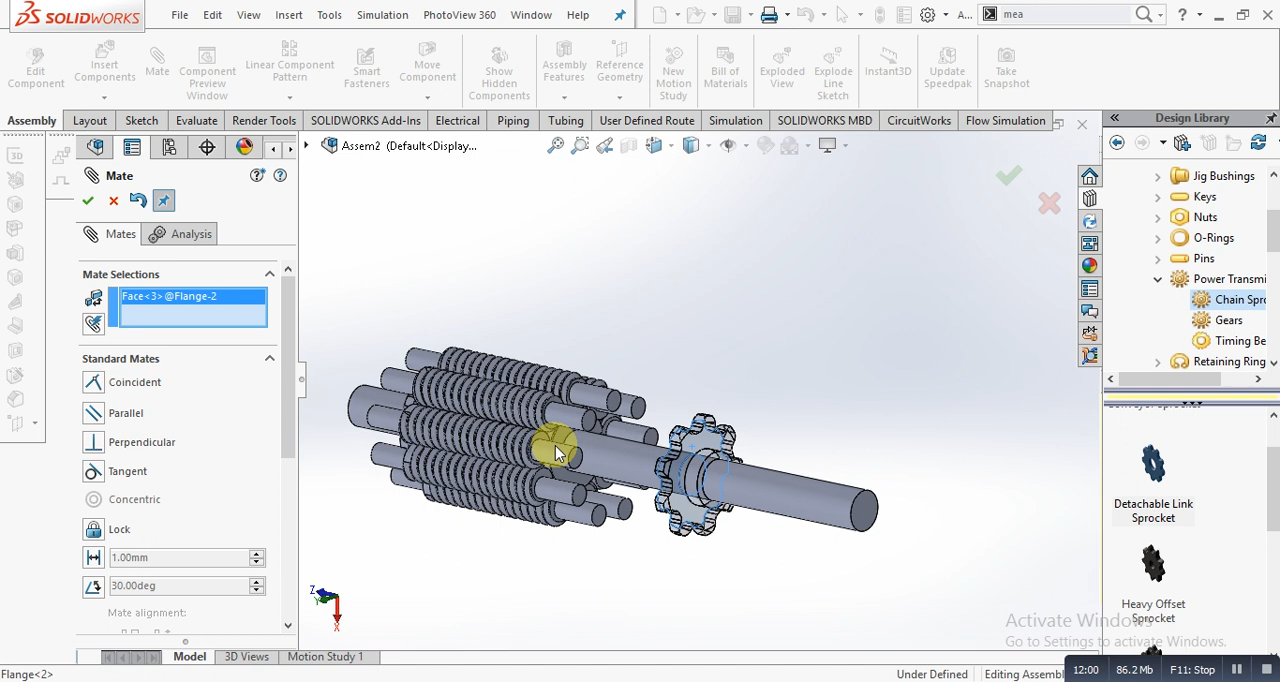 SOLIDWORKS File Edit View Insert Tools Simulation PhotoView 360 Window Help A... mea
Edit Component
Insert Components
Mate
Component Preview Window
Linear Component Pattern
Smart Fasteners
Move Component
Show Hidden Components
Assembly Features
Reference Geometry
New Motion Study
Bill of Materials
Exploded View
Explode Line Sketch
Instant3D
Update Speedpak
Take Snapshot
Assembly Layout Sketch Evaluate Render Tools SOLIDWORKS Add-Ins Electrical Piping Tubing User Defined Route Simulation SOLIDWORKS MBD CircuitWorks Flow Simulation
Design Library
Assem2 (Default<Display...
Mate
Mates Analysis
Mate Selections
Face<3>@Flange-2
Standard Mates
Coincident
Parallel
Perpendicular
Tangent
Concentric
Lock
1.00mm
30.00deg
Mate alignment:
Jig Bushings
Keys
Nuts
O-Rings
Pins
Power Transmi
Chain Spro
Gears
Timing Be
Retaining Ring
Detachable Link
Sprocket
Heavy Offset
Sprocket
Z
Y
X
Activate Windows
Go to Settings to activate Windows.
Model 3D Views Motion Study 1
Flange<2> Under Defined Editing Assembl
12:00 86.2 Mb F11: Stop